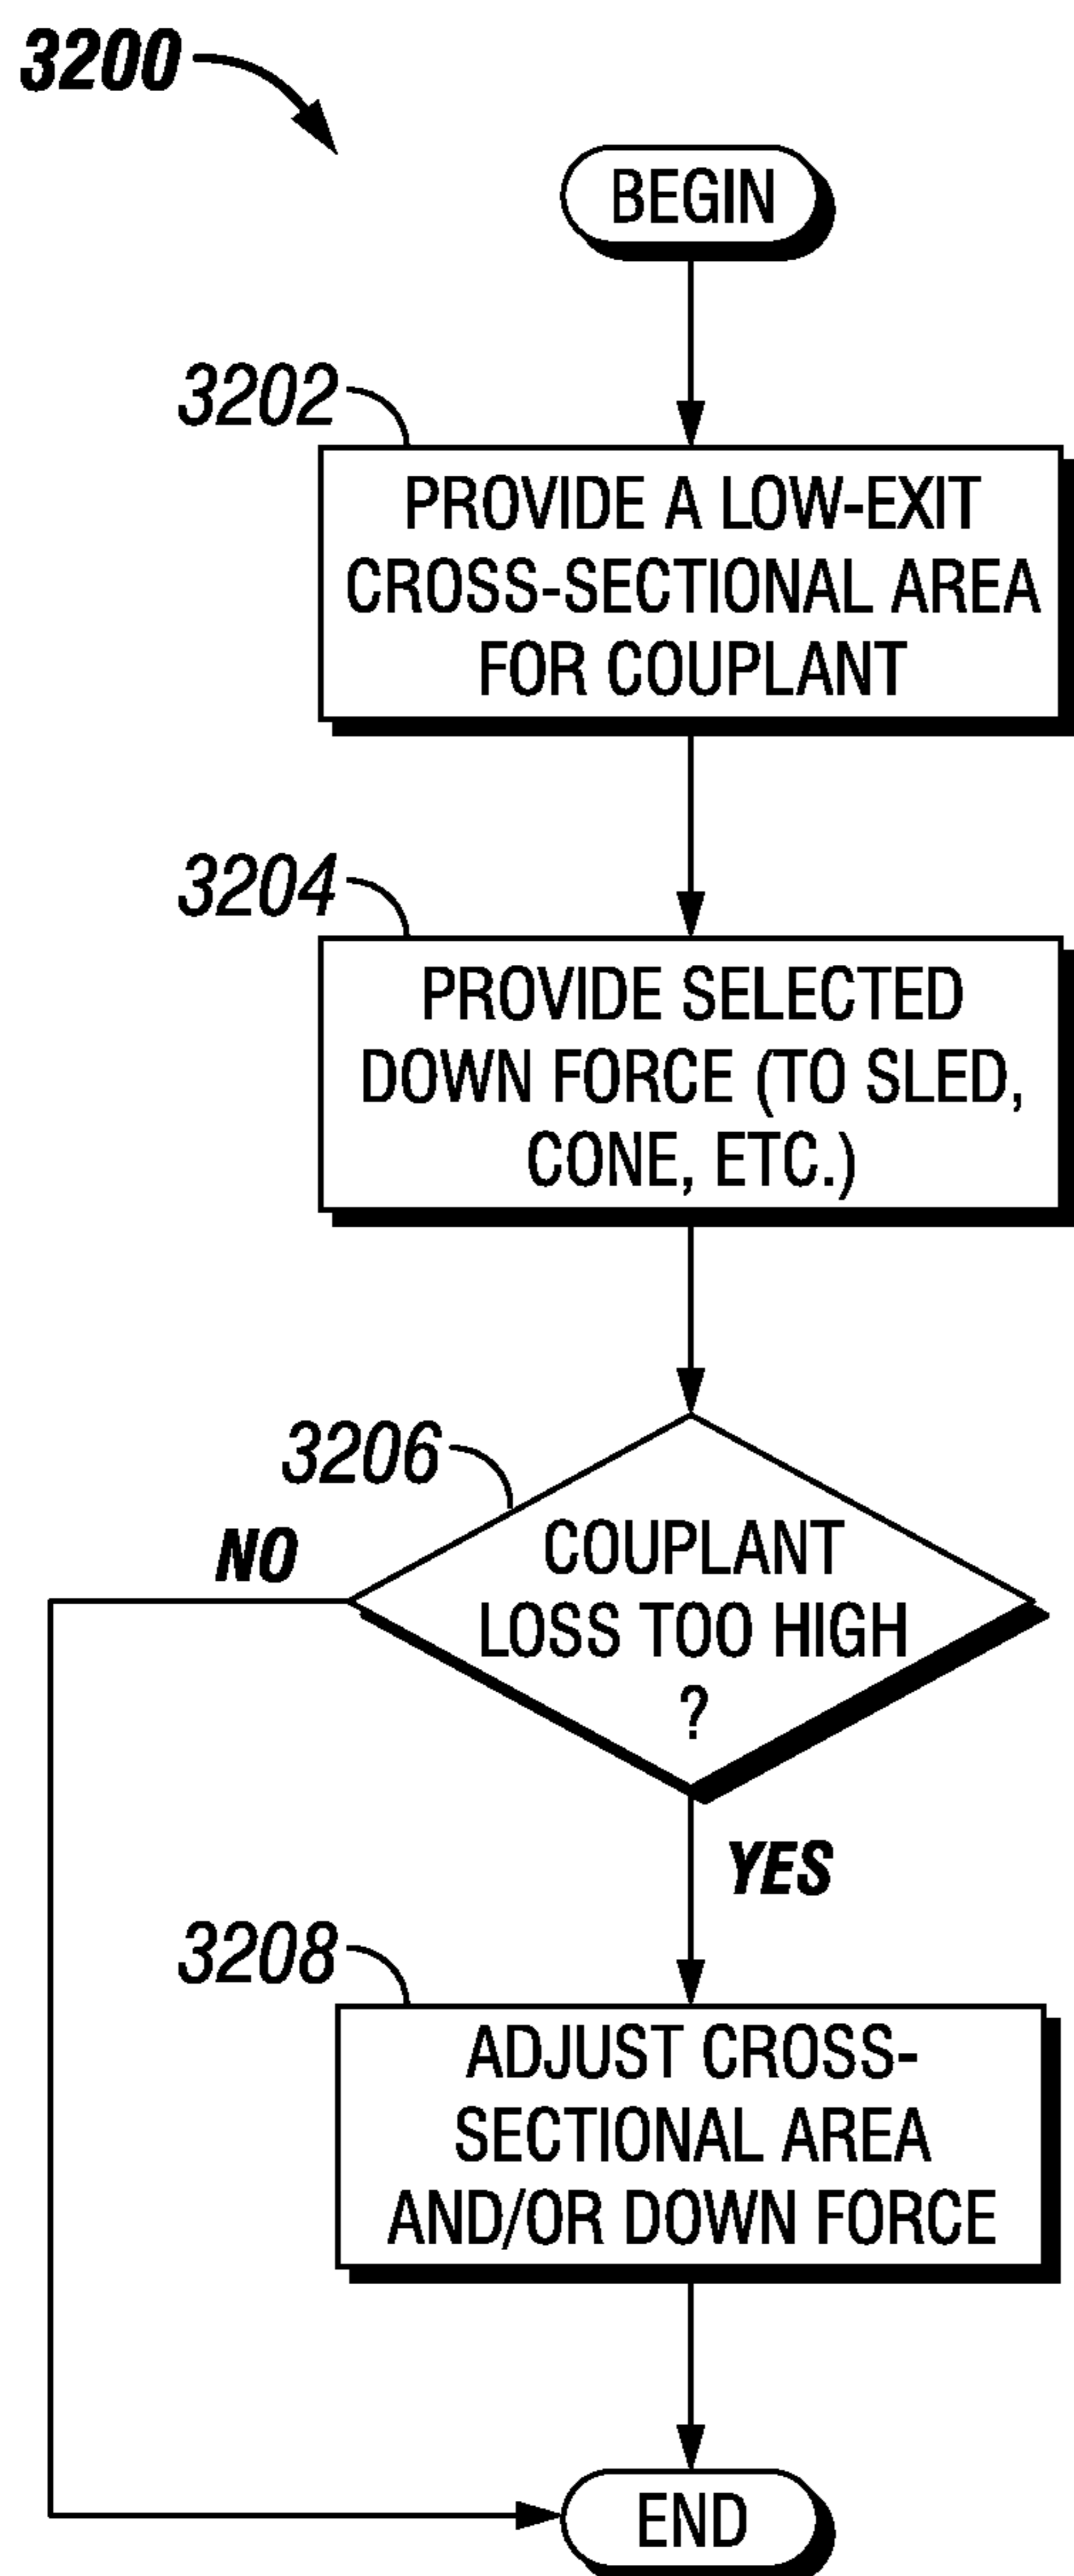 3200
BEGIN
3202
PROVIDE A LOW-EXIT
CROSS-SECTIONAL AREA
FOR COUPLANT
3204
PROVIDE SELECTED
DOWN FORCE (TO SLED,
CONE, ETC.)
3206
NO
COUPLANT
LOSS TOO HIGH
?
YES
3208
ADJUST CROSS-
SECTIONAL AREA
AND/OR DOWN FORCE
END